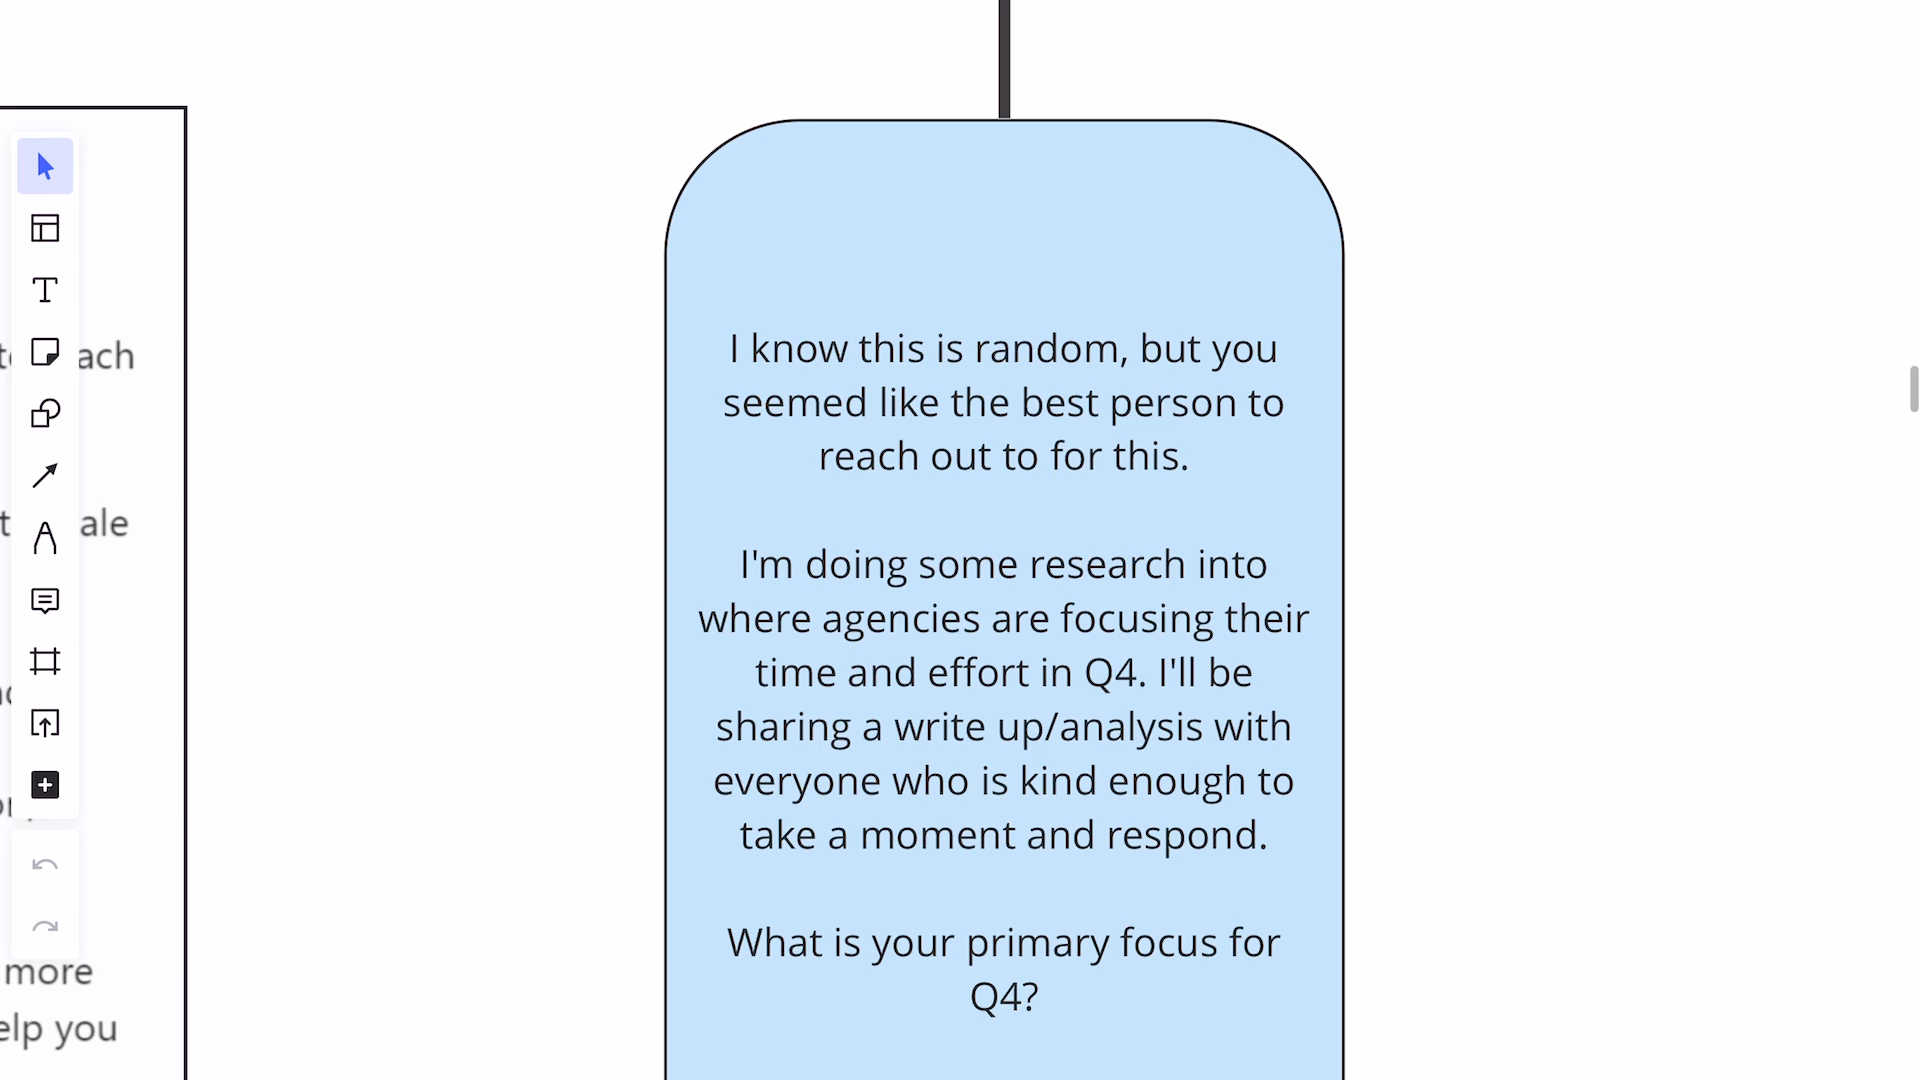 ach
ale
more
elp you
I know this is random, but you
seemed like the best person to
reach out to for this.
I'm doing some research into
where agencies are focusing their
time and effort in Q4. I'll be
sharing a write up/analysis with
everyone who is kind enough to
take a moment and respond.
What is your primary focus for
Q4?